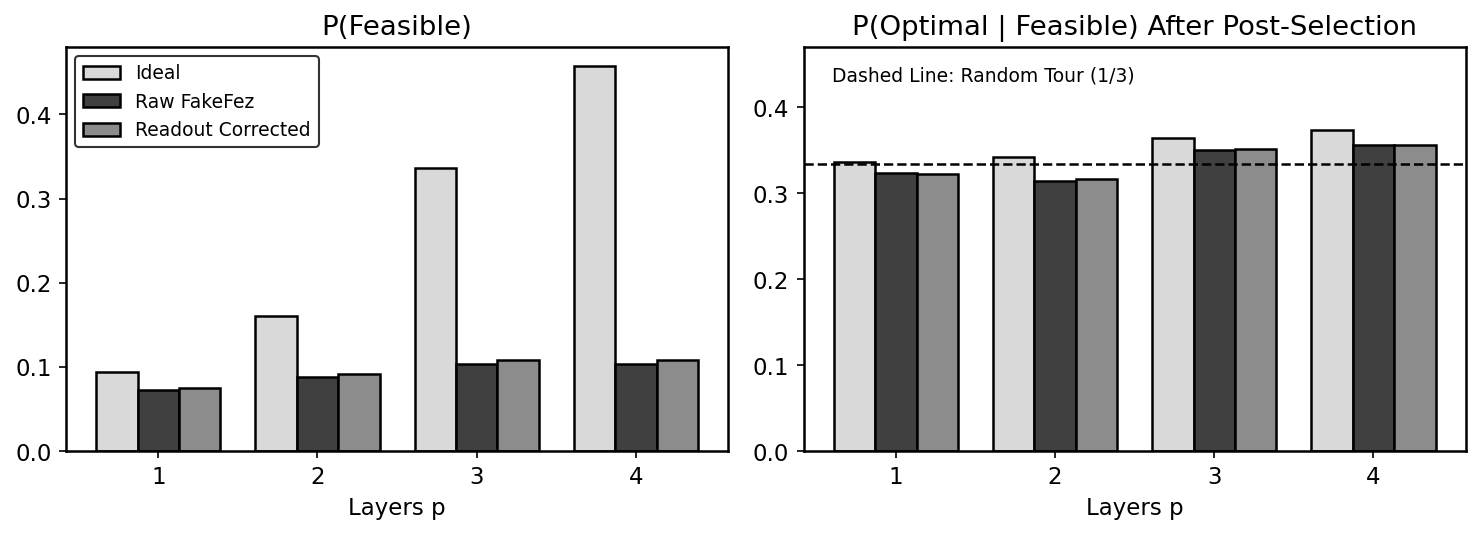 P(Feasible)
Ideal
Raw FakeFez
Readout Corrected
0.4
0.3
0.2
0.1
0.0
1 2 3 4
Layers p
P(Optimal | Feasible) After Post-Selection
Dashed Line: Random Tour (1/3)
0.4
0.3
0.2
0.1
0.0
1 2 3 4
Layers p